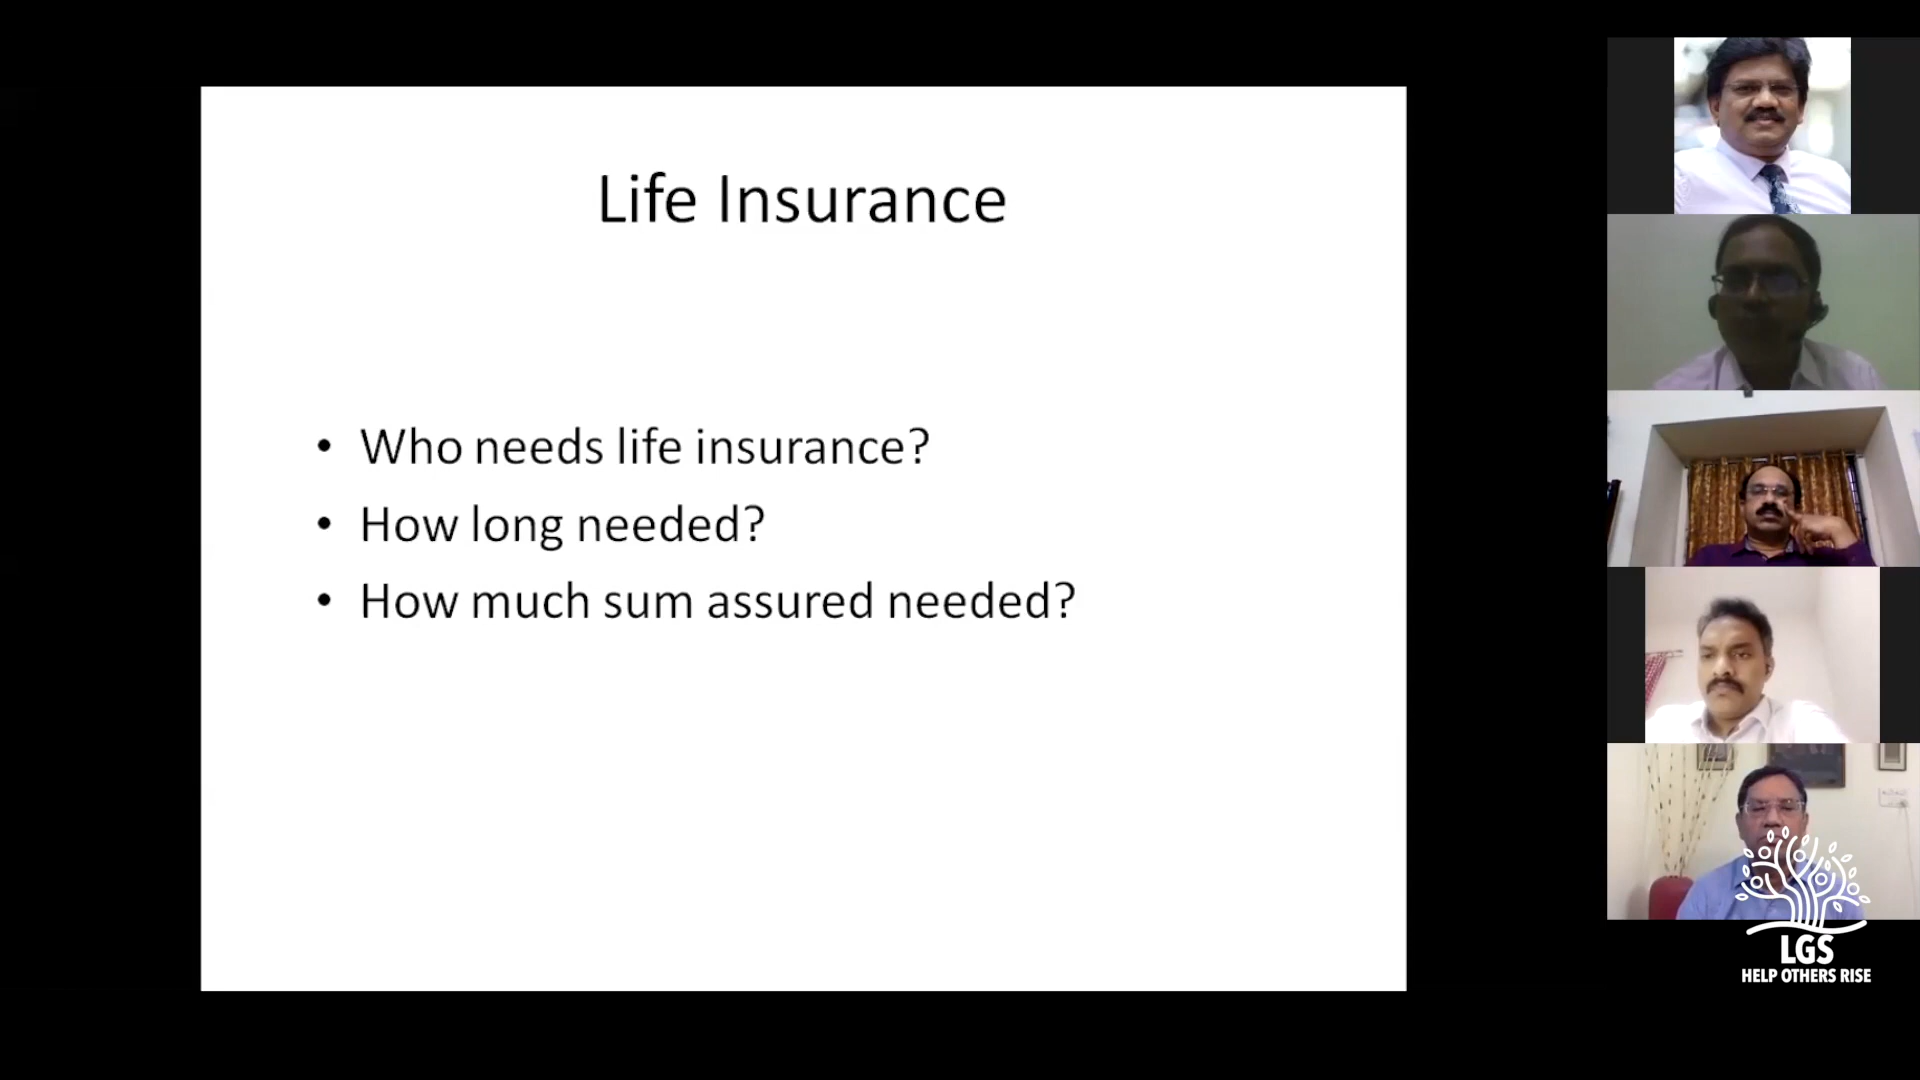 Life Insurance
• Who needs life insurance?
• How long needed?
• How much sum assured needed?
LGS
HELP OTHERS RISE